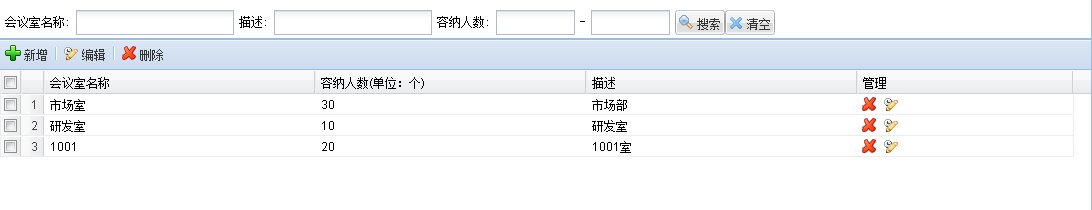 会议室名称: 描述: 容纳人数: - 搜索 清空
新增 编辑 删除
会议室名称 容纳人数(单位：个) 描述 管理
1 市场室 30 市场部
2 研发室 10 研发室
3 1001 20 1001室